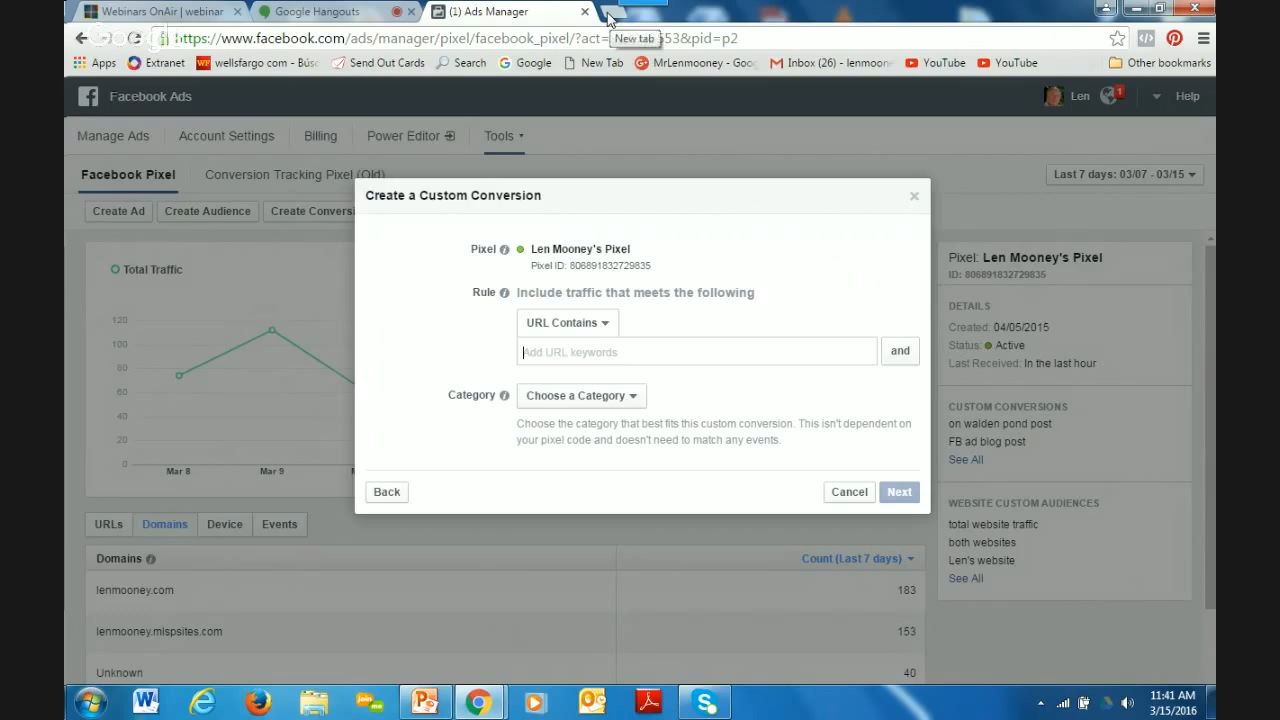 Webinars OnAir | webinar
Google Hangouts
(1) Ads Manager
https://www.facebook.com/ads/manager/pixel/facebook_pixel/?act= 53&pid=p2
New tab
Apps
Extranet
wellsfargo.com - Búsc
Send Out Cards
Search
Google
New Tab
MrLenmooney - Goog
Inbox (26) - lenmoone
YouTube
YouTube
Other bookmarks
Facebook Ads
Len
1
Help
Manage Ads
Account Settings
Billing
Power Editor
Tools
Facebook Pixel
Conversion Tracking Pixel (Old)
Last 7 days: 03/07 - 03/15
Create Ad
Create Audience
Create Conversi
Create a Custom Conversion
Pixel
Len Mooney's Pixel
Pixel ID: 806891832729835
Rule
Include traffic that meets the following
URL Contains
Add URL keywords
and
Category
Choose a Category
Choose the category that best fits this custom conversion. This isn't dependent on
your pixel code and doesn't need to match any events.
Back
Cancel
Next
Total Traffic
120
100
80
60
40
20
0
Mar 8
Mar 9
Pixel: Len Mooney's Pixel
ID: 806891832729835
DETAILS
Created: 04/05/2015
Status: Active
Last Received: In the last hour
CUSTOM CONVERSIONS
on walden pond post
FB ad blog post
See All
WEBSITE CUSTOM AUDIENCES
total website traffic
both websites
Len's website
See All
URLs
Domains
Device
Events
Domains
Count (Last 7 days)
lenmooney.com
183
lenmooney.mlspsites.com
153
Unknown
40
11:41 AM
3/15/2016